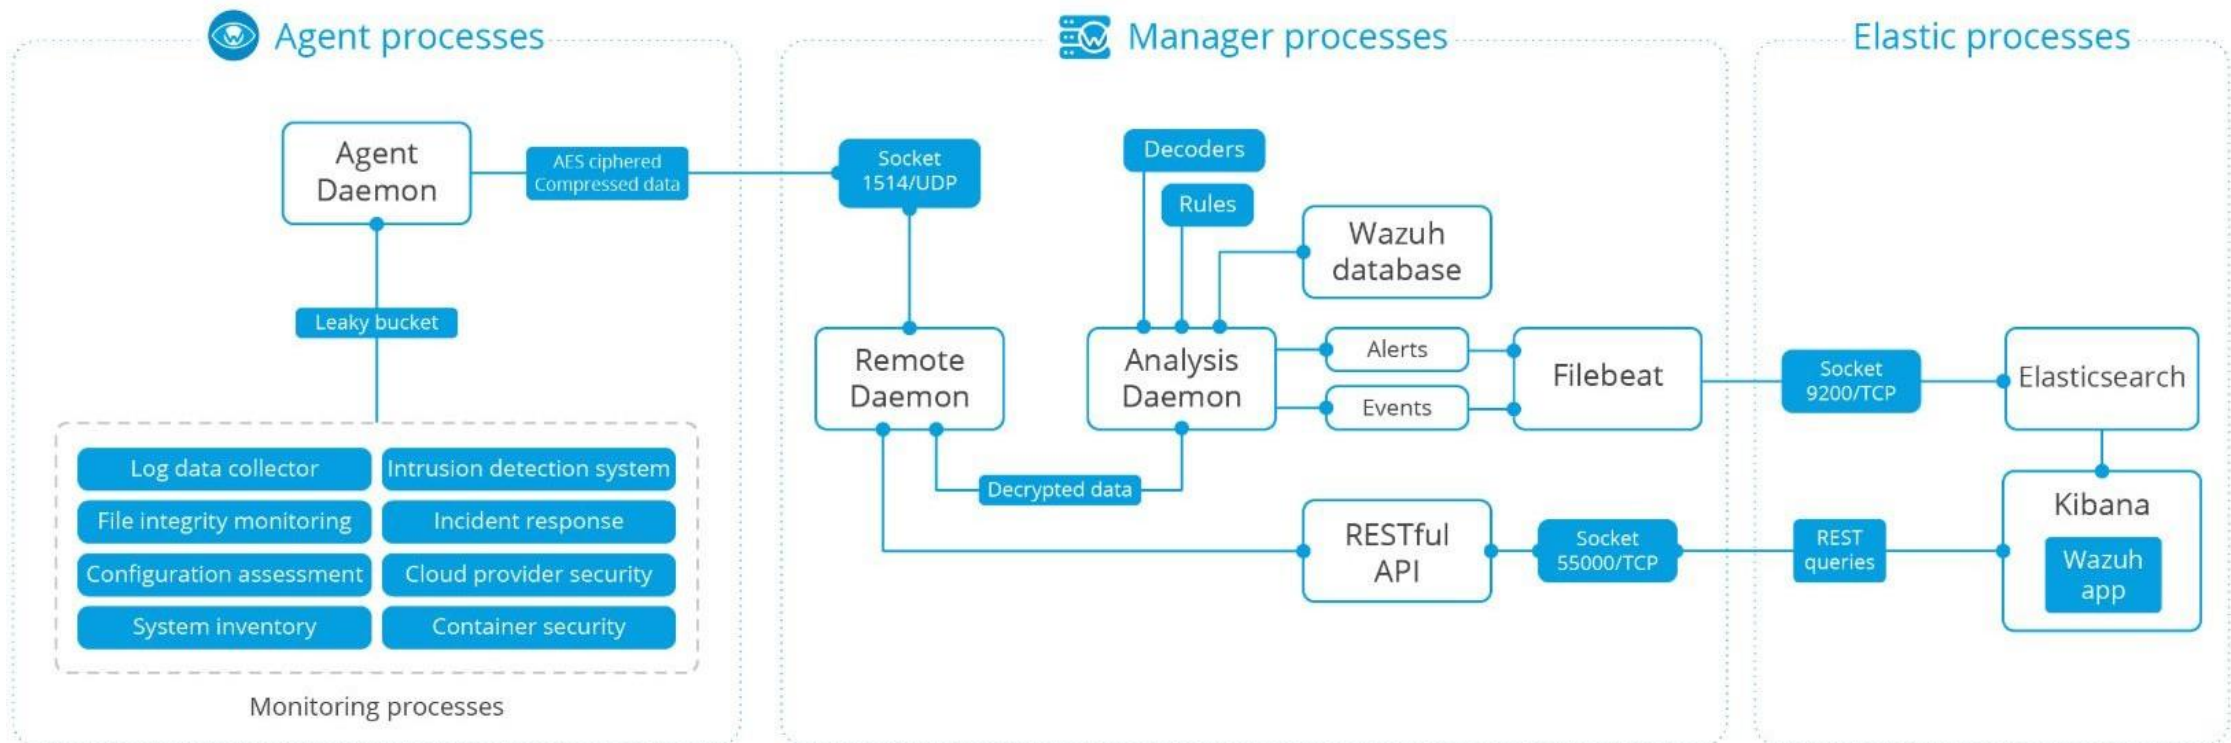 Agent processes
Agent
Daemon
AES ciphered
Compressed data
Leaky bucket
Log data collector
Intrusion detection system
File integrity monitoring
Incident response
Configuration assessment
Cloud provider security
System inventory
Container security
Monitoring processes
Manager processes
Socket
1514/UDP
Decoders
Rules
Wazuh
database
Remote
Daemon
Analysis
Daemon
Alerts
Events
Filebeat
Decrypted data
RESTful
API
Socket
55000/TCP
Elastic processes
Socket
9200/TCP
Elasticsearch
REST
queries
Kibana
Wazuh
app